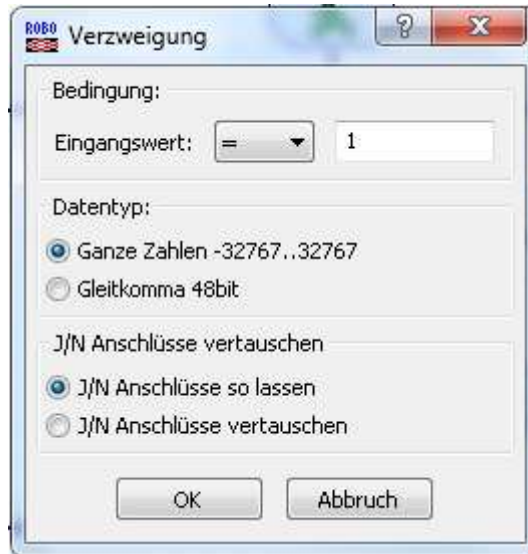 ROBO Verzweigung
Bedingung:
Eingangswert: = 1
Datentyp:
Ganze Zahlen -32767..32767
Gleitkomma 48bit
J/N Anschlüsse vertauschen
J/N Anschlüsse so lassen
J/N Anschlüsse vertauschen
OK Abbruch